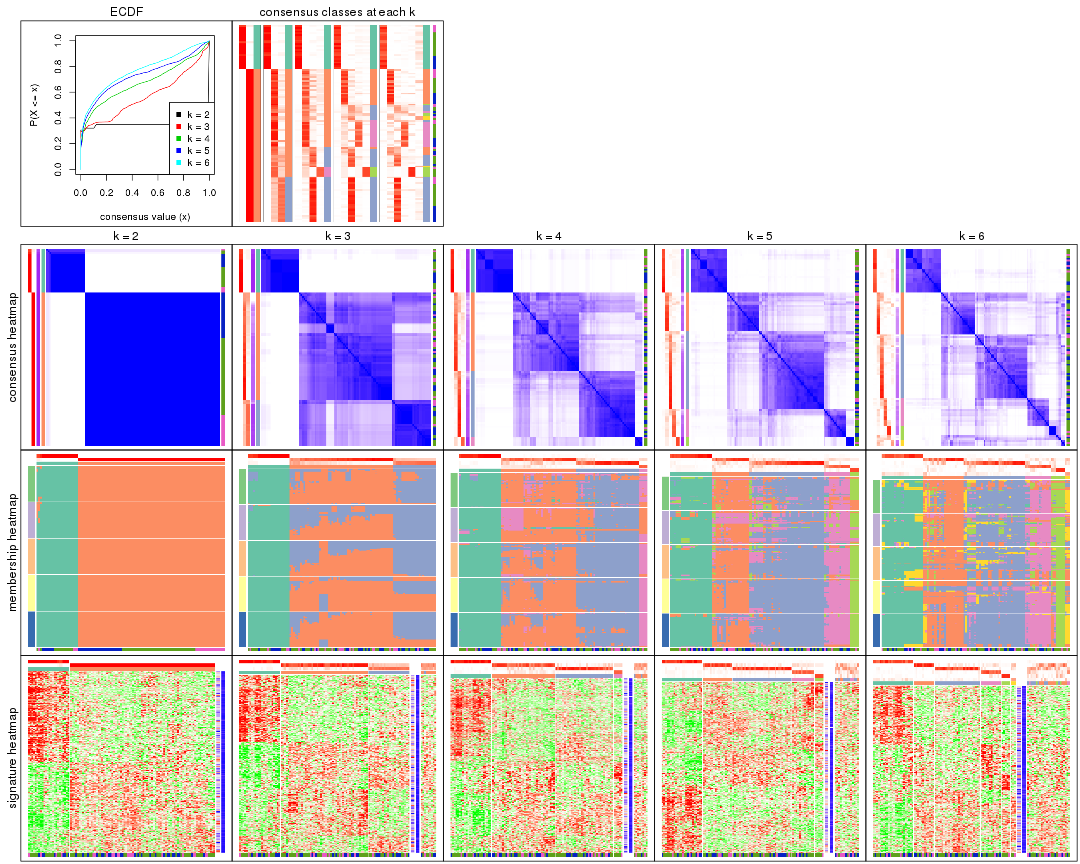 ECDF
consensus classes at each k
P(X <= x)
0.0
0.2
0.4
0.6
0.8
1.0
k = 2
k = 3
k = 4
k = 5
k = 6
0.0 0.2 0.4 0.6 0.8 1.0
consensus value (x)
k = 2
k = 3
k = 4
k = 5
k = 6
consensus heatmap
membership heatmap
signature heatmap